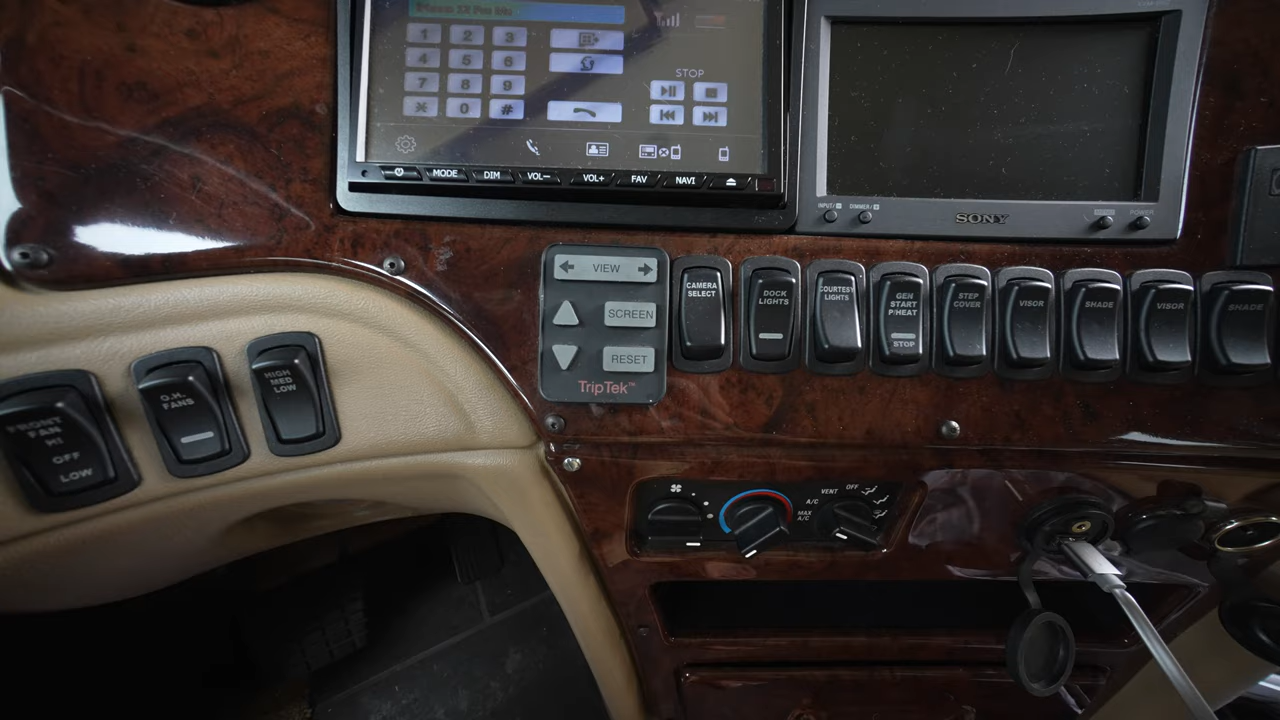 1 2 3
4 5 6
7 8 9
* 0 #
STOP
MODE DIM VOL− VOL+ FAV NAVI
INPUT/ DIMMER/
SONY
POWER
VIEW
SCREEN
RESET
TripTek™
CAMERA
SELECT
DOCK
LIGHTS
COURTESY
LIGHTS
GEN
START
P/HEAT
STOP
STEP
COVER
VISOR
SHADE
VISOR
SHADE
FRONT
FAN
HI
OFF
LOW
O.H.
FANS
HIGH
MED
LOW
OFF
VENT
A/C
MAX
A/C